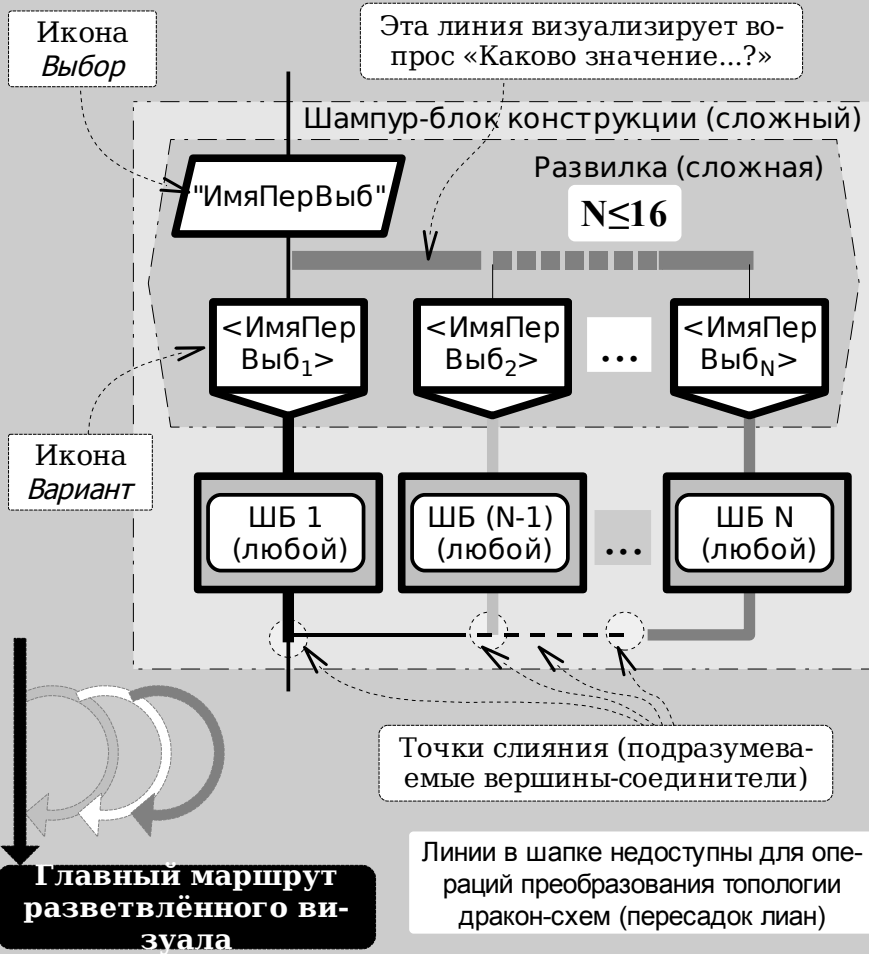 Икона
Выбор
Эта линия визуализирует во-
прос «Каково значение...?»
Шампур-блок конструкции (сложный)
Развилка (сложная)
"ИмяПерВыб"
N≤16
<ИмяПер
Выб1>
<ИмяПер
Выб2>
...
<ИмяПер
ВыбN>
Икона
Вариант
ШБ 1
(любой)
ШБ (N-1)
(любой)
...
ШБ N
(любой)
Точки слияния (подразумева-
емые вершины-соединители)
Линии в шапке недоступны для опе-
раций преобразования топологии
дракон-схем (пересадок лиан)
Главный маршрут
разветвлённого ви-
зуала